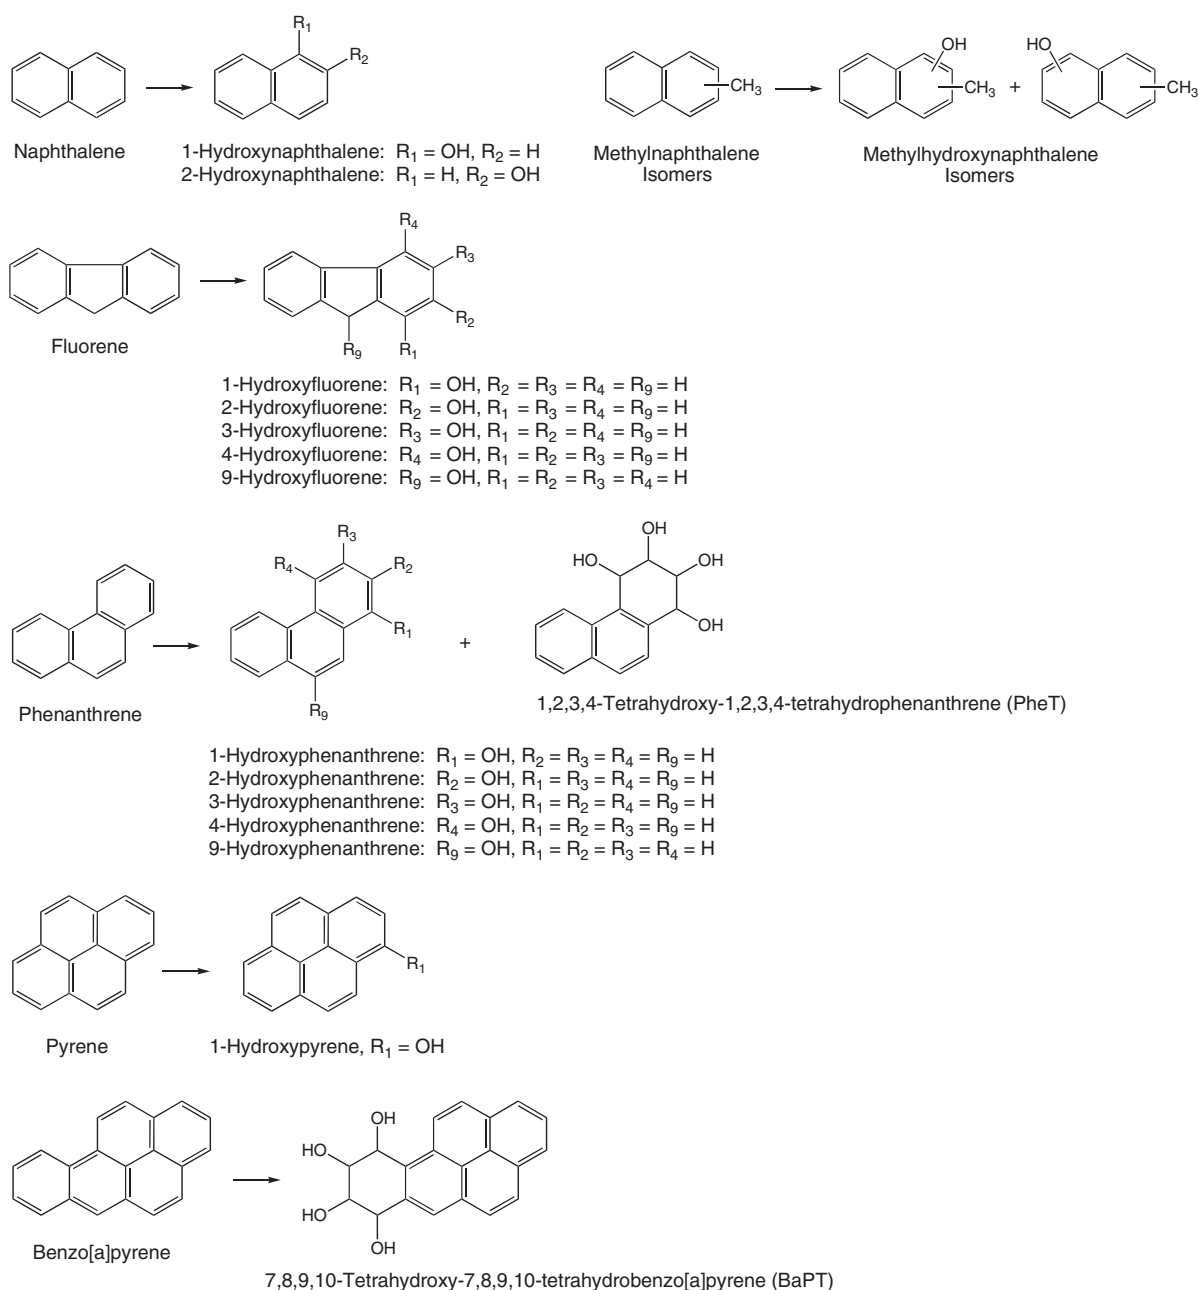 R₁
R₂
Naphthalene
1-Hydroxynaphthalene: R₁ = OH, R₂ = H
2-Hydroxynaphthalene: R₁ = H, R₂ = OH
CH₃
Methylnaphthalene
Isomers
OH
CH₃
+
HO
CH₃
Methylhydroxynaphthalene
Isomers
Fluorene
R₄
R₃
R₂
R₁
R₉
1-Hydroxyfluorene: R₁ = OH, R₂ = R₃ = R₄ = R₉ = H
2-Hydroxyfluorene: R₂ = OH, R₁ = R₃ = R₄ = R₉ = H
3-Hydroxyfluorene: R₃ = OH, R₁ = R₂ = R₄ = R₉ = H
4-Hydroxyfluorene: R₄ = OH, R₁ = R₂ = R₃ = R₉ = H
9-Hydroxyfluorene: R₉ = OH, R₁ = R₂ = R₃ = R₄ = H
Phenanthrene
R₃
R₄
R₂
R₁
R₉
+
OH
HO
OH
OH
1,2,3,4-Tetrahydroxy-1,2,3,4-tetrahydrophenanthrene (PheT)
1-Hydroxyphenanthrene: R₁ = OH, R₂ = R₃ = R₄ = R₉ = H
2-Hydroxyphenanthrene: R₂ = OH, R₁ = R₃ = R₄ = R₉ = H
3-Hydroxyphenanthrene: R₃ = OH, R₁ = R₂ = R₄ = R₉ = H
4-Hydroxyphenanthrene: R₄ = OH, R₁ = R₂ = R₃ = R₉ = H
9-Hydroxyphenanthrene: R₉ = OH, R₁ = R₂ = R₃ = R₄ = H
R₁
Pyrene
1-Hydroxypyrene, R₁ = OH
OH
HO
HO
OH
Benzo[a]pyrene
7,8,9,10-Tetrahydroxy-7,8,9,10-tetrahydrobenzo[a]pyrene (BaPT)